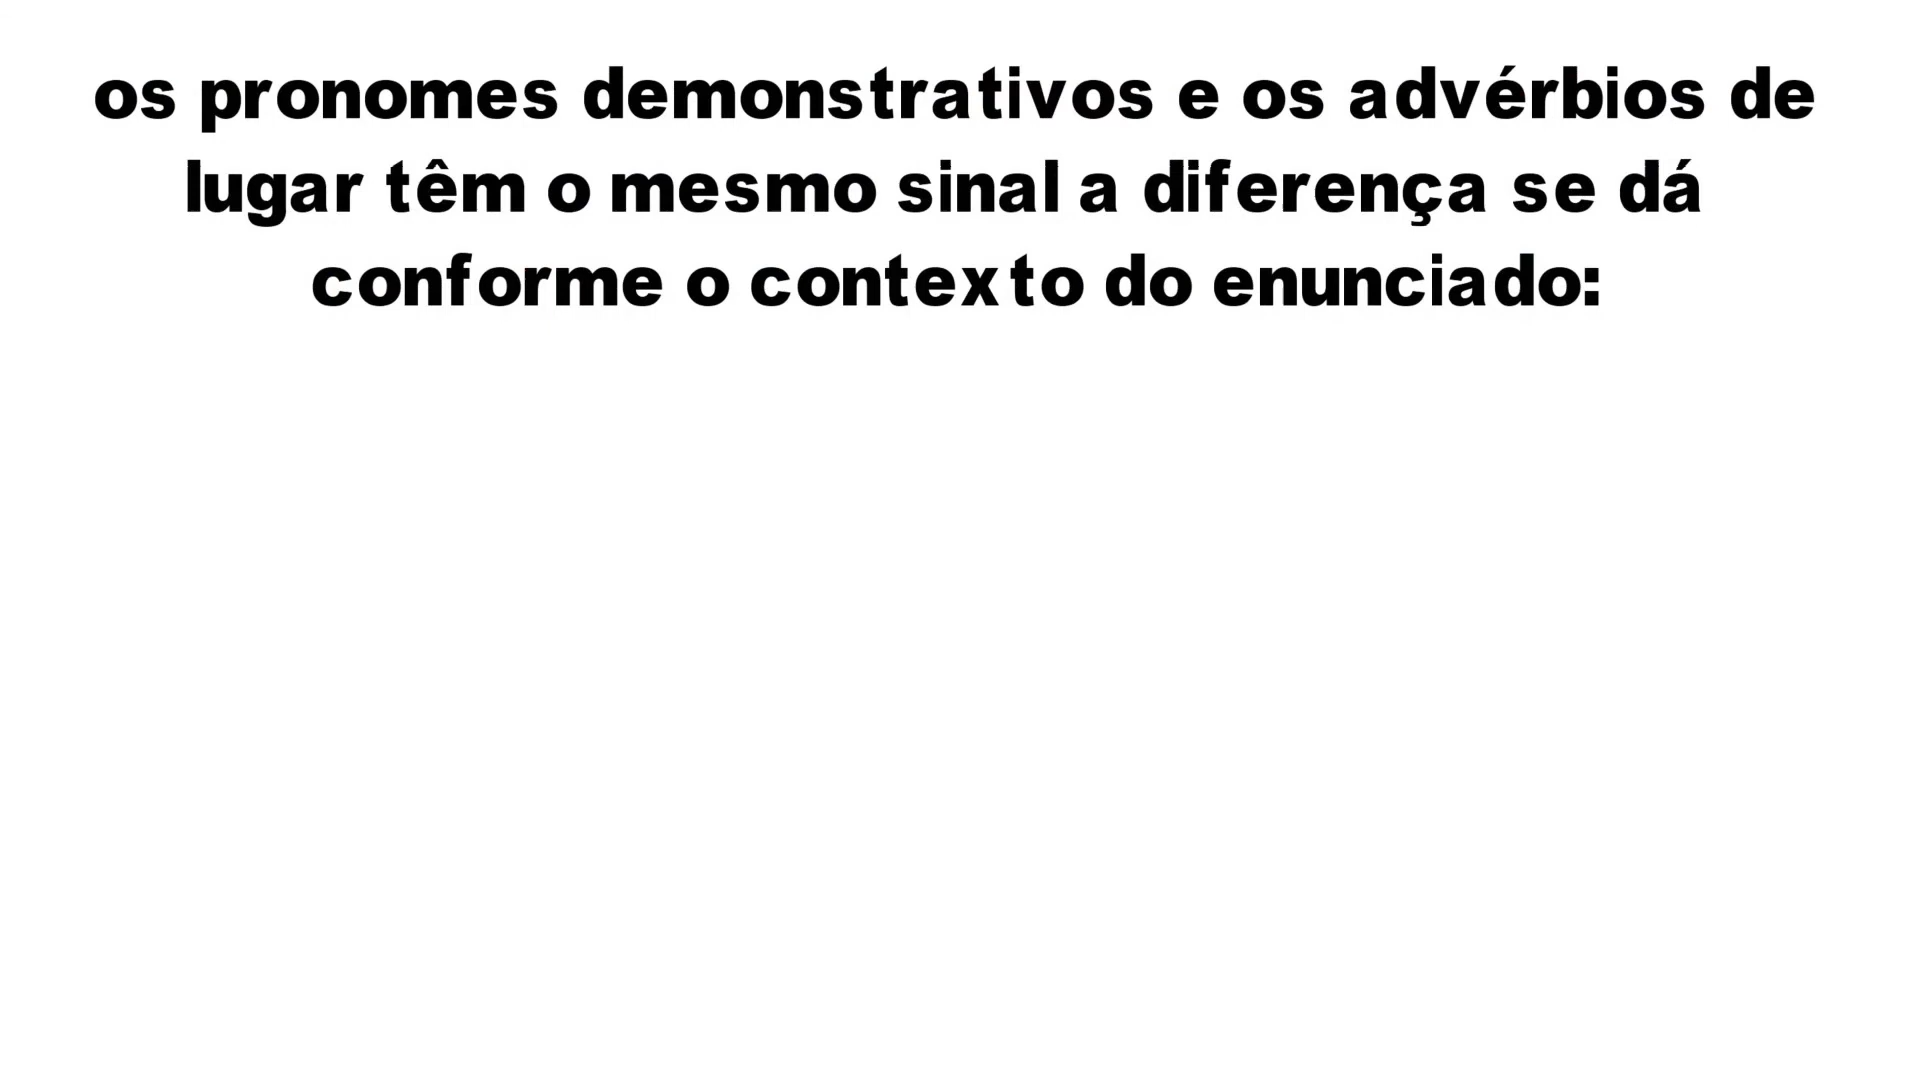 os pronomes demonstrativos e os advérbios de
lugar têm o mesmo sinal a diferença se dá
conforme o contexto do enunciado: